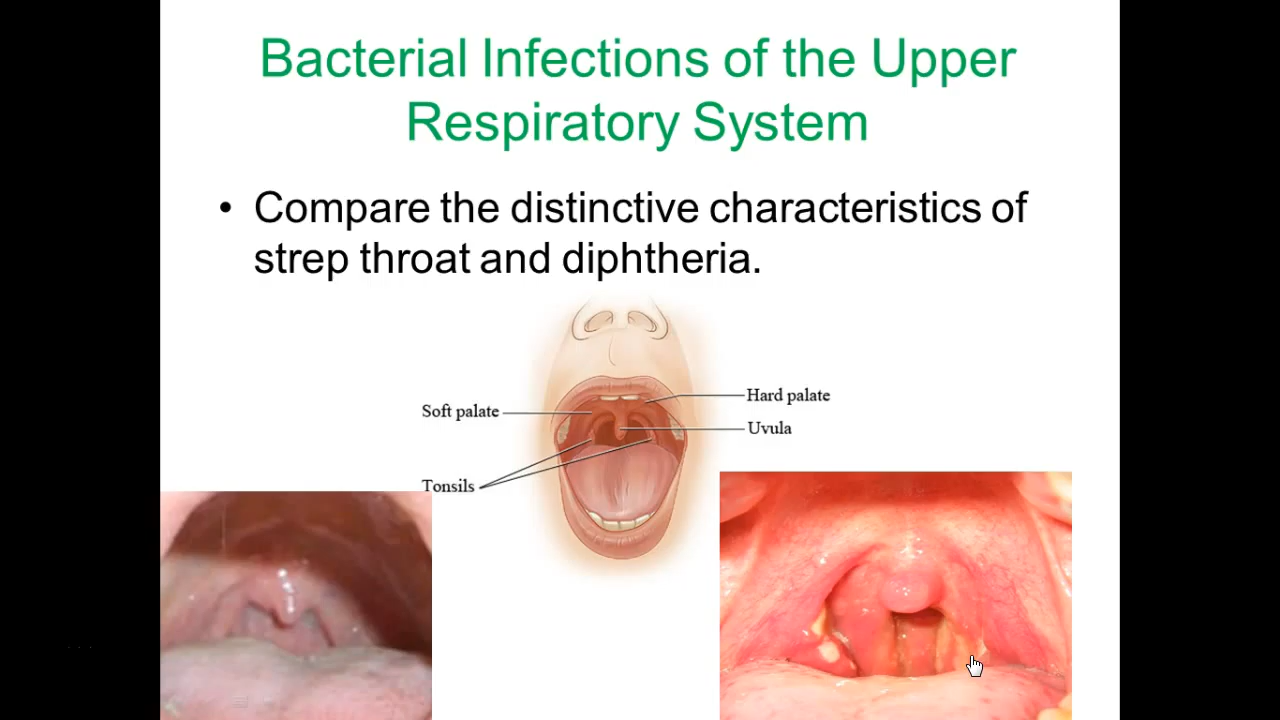 Bacterial Infections of the Upper
Respiratory System
• Compare the distinctive characteristics of
strep throat and diphtheria.
Hard palate
Soft palate
Uvula
Tonsils